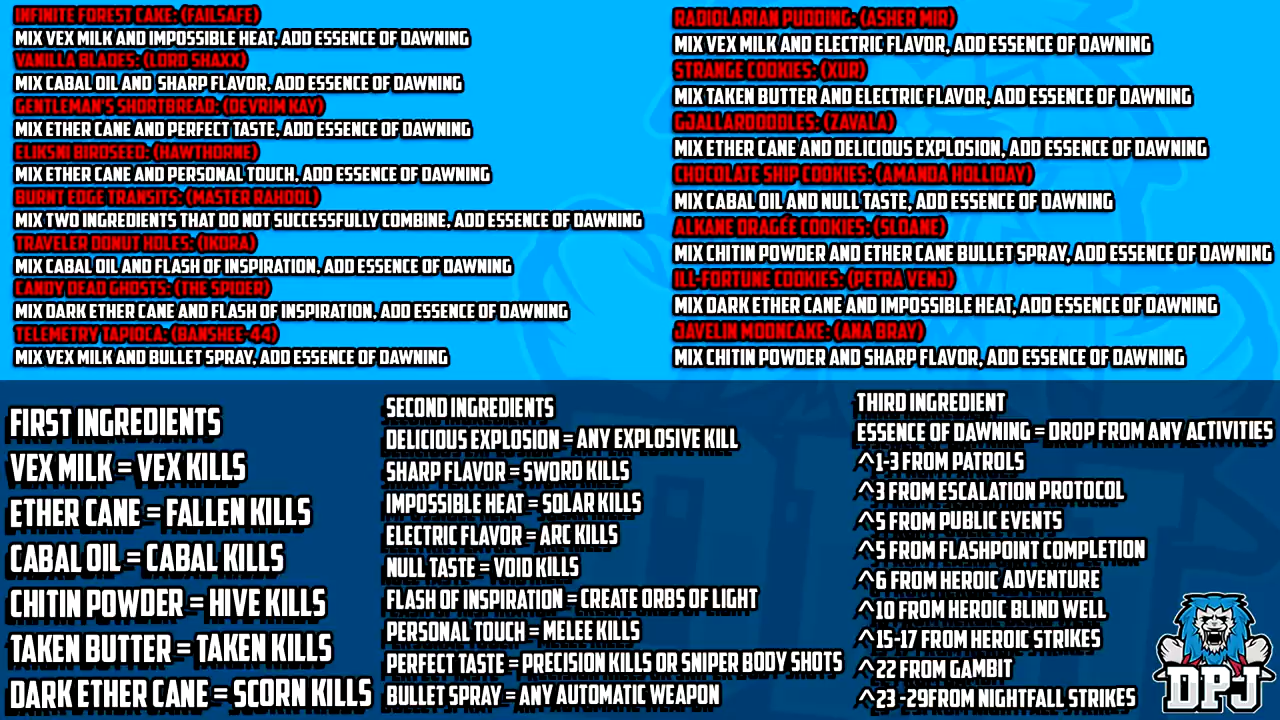 INFINITE FOREST CAKE: (FAILSAFE)
MIX VEX MILK AND IMPOSSIBLE HEAT, ADD ESSENCE OF DAWNING
VANILLA BLADES: (LORD SHAXX)
MIX CABAL OIL AND SHARP FLAVOR, ADD ESSENCE OF DAWNING
GENTLEMAN'S SHORTBREAD: (DEVRIM KAY)
MIX ETHER CANE AND PERFECT TASTE, ADD ESSENCE OF DAWNING
ELIKSNI BIRDSEED: (HAWTHORNE)
MIX ETHER CANE AND PERSONAL TOUCH, ADD ESSENCE OF DAWNING
BURNT EDGE TRANSITS: (MASTER RAHOOL)
MIX TWO INGREDIENTS THAT DO NOT SUCCESSFULLY COMBINE, ADD ESSENCE OF DAWNING
TRAVELER DONUT HOLES: (IKORA)
MIX CABAL OIL AND FLASH OF INSPIRATION, ADD ESSENCE OF DAWNING
CANDY DEAD GHOSTS: (THE SPIDER)
MIX DARK ETHER CANE AND FLASH OF INSPIRATION, ADD ESSENCE OF DAWNING
TELEMETRY TAPIOCA: (BANSHEE-44)
MIX VEX MILK AND BULLET SPRAY, ADD ESSENCE OF DAWNING
RADIOLARIAN PUDDING: (ASHER MIR)
MIX VEX MILK AND ELECTRIC FLAVOR, ADD ESSENCE OF DAWNING
STRANGE COOKIES: (XUR)
MIX TAKEN BUTTER AND ELECTRIC FLAVOR, ADD ESSENCE OF DAWNING
GJALLARDOODLES: (ZAVALA)
MIX ETHER CANE AND DELICIOUS EXPLOSION, ADD ESSENCE OF DAWNING
CHOCOLATE SHIP COOKIES: (AMANDA HOLLIDAY)
MIX CABAL OIL AND NULL TASTE, ADD ESSENCE OF DAWNING
ALKANE DRAGÉE COOKIES: (SLOANE)
MIX CHITIN POWDER AND ETHER CANE BULLET SPRAY, ADD ESSENCE OF DAWNING
ILL-FORTUNE COOKIES: (PETRA VENJ)
MIX DARK ETHER CANE AND IMPOSSIBLE HEAT, ADD ESSENCE OF DAWNING
JAVELIN MOONCAKE: (ANA BRAY)
MIX CHITIN POWDER AND SHARP FLAVOR, ADD ESSENCE OF DAWNING
FIRST INGREDIENTS
VEX MILK = VEX KILLS
ETHER CANE = FALLEN KILLS
CABAL OIL = CABAL KILLS
CHITIN POWDER = HIVE KILLS
TAKEN BUTTER = TAKEN KILLS
DARK ETHER CANE = SCORN KILLS
SECOND INGREDIENTS
DELICIOUS EXPLOSION = ANY EXPLOSIVE KILL
SHARP FLAVOR = SWORD KILLS
IMPOSSIBLE HEAT = SOLAR KILLS
ELECTRIC FLAVOR = ARC KILLS
NULL TASTE = VOID KILLS
FLASH OF INSPIRATION = CREATE ORBS OF LIGHT
PERSONAL TOUCH = MELEE KILLS
PERFECT TASTE = PRECISION KILLS OR SNIPER BODY SHOTS
BULLET SPRAY = ANY AUTOMATIC WEAPON
THIRD INGREDIENT
ESSENCE OF DAWNING = DROP FROM ANY ACTIVITIES
^1-3 FROM PATROLS
^3 FROM ESCALATION PROTOCOL
^5 FROM PUBLIC EVENTS
^5 FROM FLASHPOINT COMPLETION
^6 FROM HEROIC ADVENTURE
^10 FROM HEROIC BLIND WELL
^15-17 FROM HEROIC STRIKES
^22 FROM GAMBIT
^23 -29FROM NIGHTFALL STRIKES
DPJ